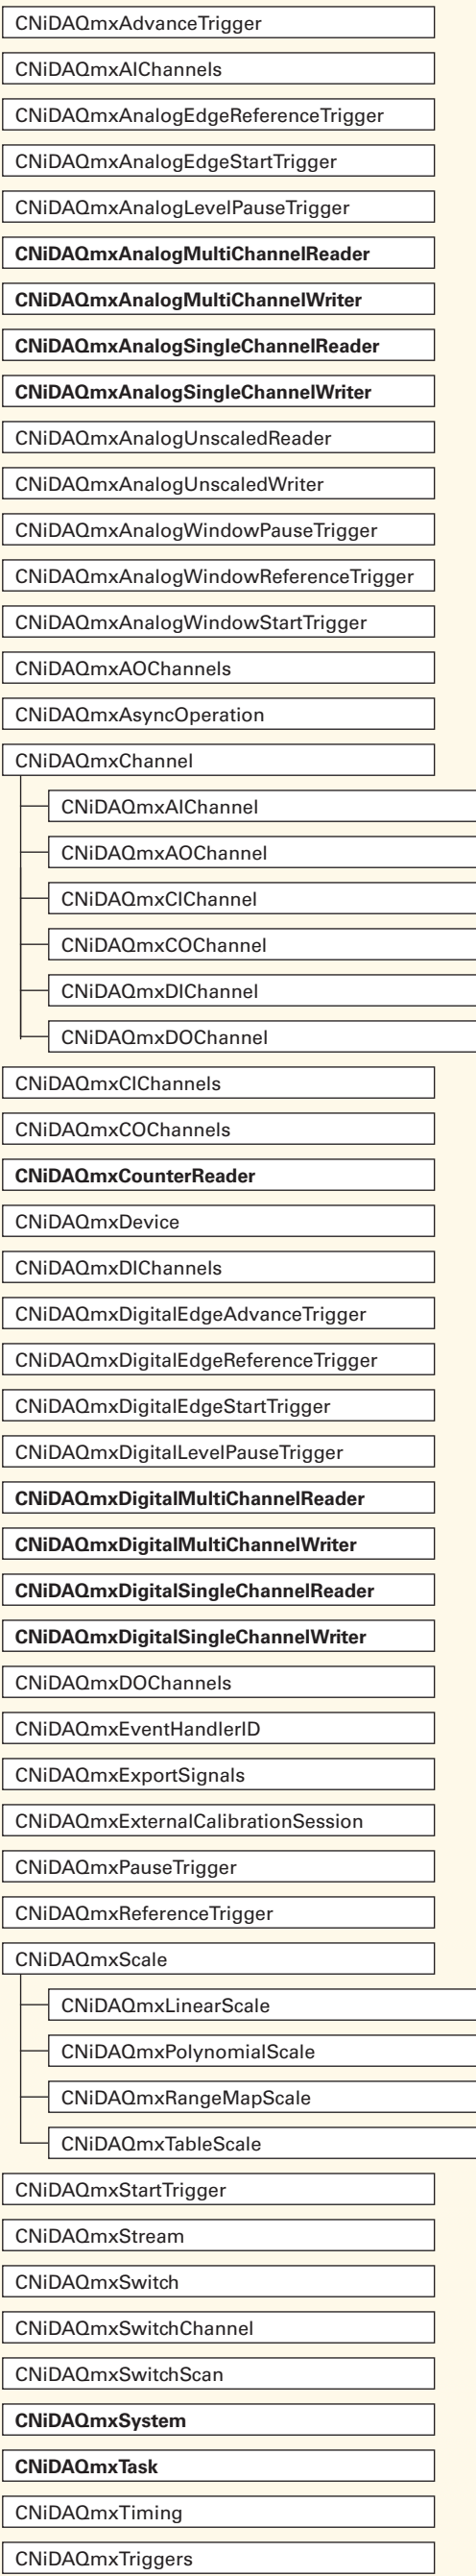 CNiDAQmxAdvanceTrigger
CNiDAQmxAIChannels
CNiDAQmxAnalogEdgeReferenceTrigger
CNiDAQmxAnalogEdgeStartTrigger
CNiDAQmxAnalogLevelPauseTrigger
CNiDAQmxAnalogMultiChannelReader
CNiDAQmxAnalogMultiChannelWriter
CNiDAQmxAnalogSingleChannelReader
CNiDAQmxAnalogSingleChannelWriter
CNiDAQmxAnalogUnscaledReader
CNiDAQmxAnalogUnscaledWriter
CNiDAQmxAnalogWindowPauseTrigger
CNiDAQmxAnalogWindowReferenceTrigger
CNiDAQmxAnalogWindowStartTrigger
CNiDAQmxAOChannels
CNiDAQmxAsyncOperation
CNiDAQmxChannel
CNiDAQmxAIChannel
CNiDAQmxAOChannel
CNiDAQmxCIChannel
CNiDAQmxCOChannel
CNiDAQmxDIChannel
CNiDAQmxDOChannel
CNiDAQmxCIChannels
CNiDAQmxCOChannels
CNiDAQmxCounterReader
CNiDAQmxDevice
CNiDAQmxDIChannels
CNiDAQmxDigitalEdgeAdvanceTrigger
CNiDAQmxDigitalEdgeReferenceTrigger
CNiDAQmxDigitalEdgeStartTrigger
CNiDAQmxDigitalLevelPauseTrigger
CNiDAQmxDigitalMultiChannelReader
CNiDAQmxDigitalMultiChannelWriter
CNiDAQmxDigitalSingleChannelReader
CNiDAQmxDigitalSingleChannelWriter
CNiDAQmxDOChannels
CNiDAQmxEventHandlerID
CNiDAQmxExportSignals
CNiDAQmxExternalCalibrationSession
CNiDAQmxPauseTrigger
CNiDAQmxReferenceTrigger
CNiDAQmxScale
CNiDAQmxLinearScale
CNiDAQmxPolynomialScale
CNiDAQmxRangeMapScale
CNiDAQmxTableScale
CNiDAQmxStartTrigger
CNiDAQmxStream
CNiDAQmxSwitch
CNiDAQmxSwitchChannel
CNiDAQmxSwitchScan
CNiDAQmxSystem
CNiDAQmxTask
CNiDAQmxTiming
CNiDAQmxTriggers